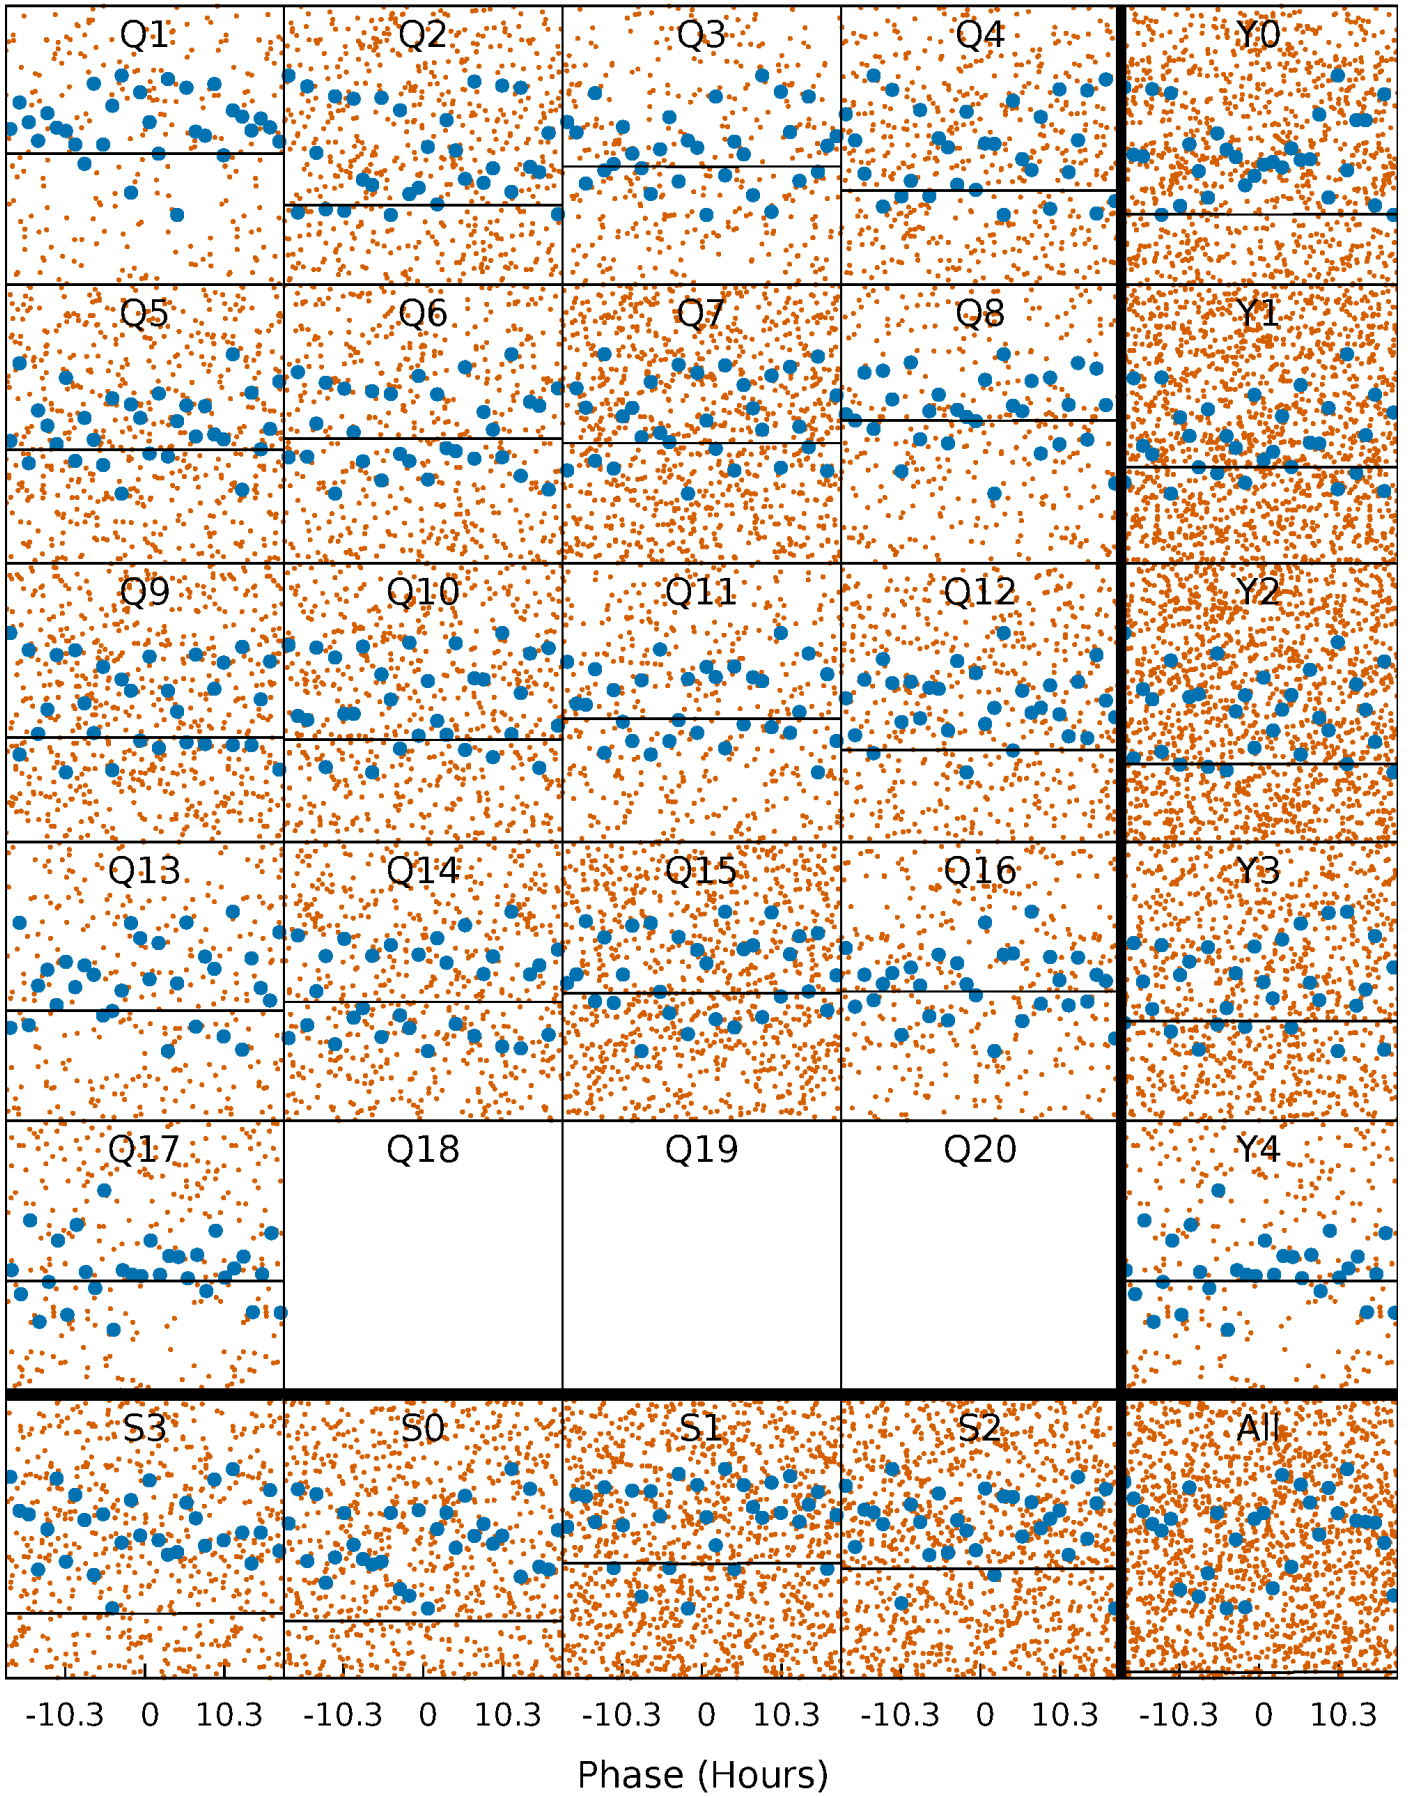 Q1 Q2 Q3 Q4 Y0
Q5 Q6 Q7 Q8 Y1
Q9 Q10 Q11 Q12 Y2
Q13 Q14 Q15 Q16 Y3
Q17 Q18 Q19 Q20 Y4
S3 S0 S1 S2 All
-10.3 0 10.3 -10.3 0 10.3 -10.3 0 10.3 -10.3 0 10.3 -10.3 0 10.3
Phase (Hours)